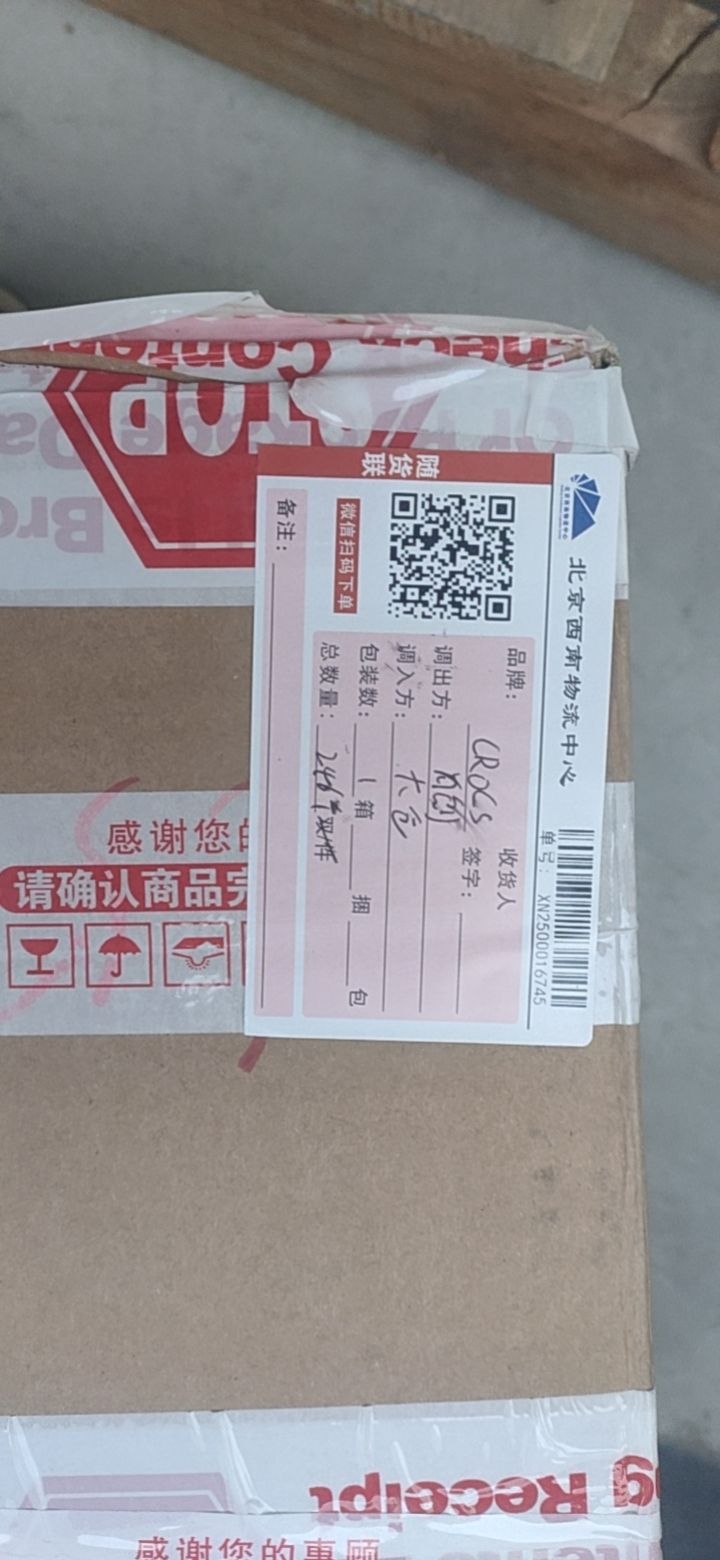 北京西南物流中心
单号: XN2500016745
随货联
微信扫码下单
品牌: CROCS 收货人
签字:
调出方:
调入方: 大仓
包装数: 1 箱 捆 包
总数量:
备注:
STOP
Check
Conten
感谢您的
请确认商品完
g Receipt
感谢您的惠顾